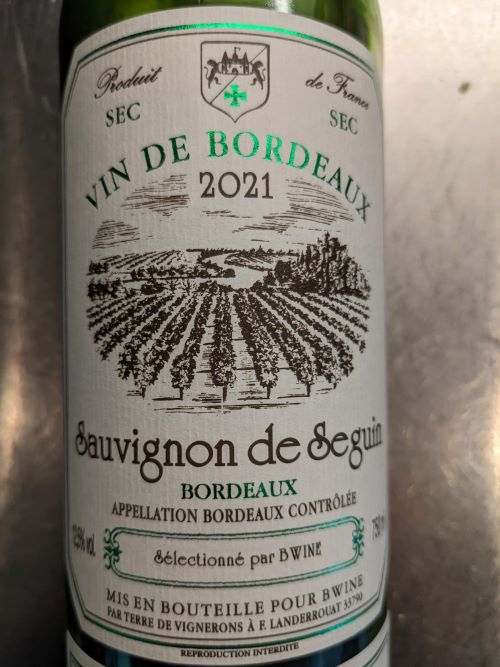 Produit de France
SEC SEC
VIN DE BORDEAUX
2021
Sauvignon de Seguin
BORDEAUX
APPELLATION BORDEAUX CONTRÔLÉE
12,5% vol. 750 m
Sélectionné par BWINE
MIS EN BOUTEILLE POUR BWINE
PAR TERRE DE VIGNERONS À F. LANDERROUAT 33790
REPRODUCTION INTERDITE